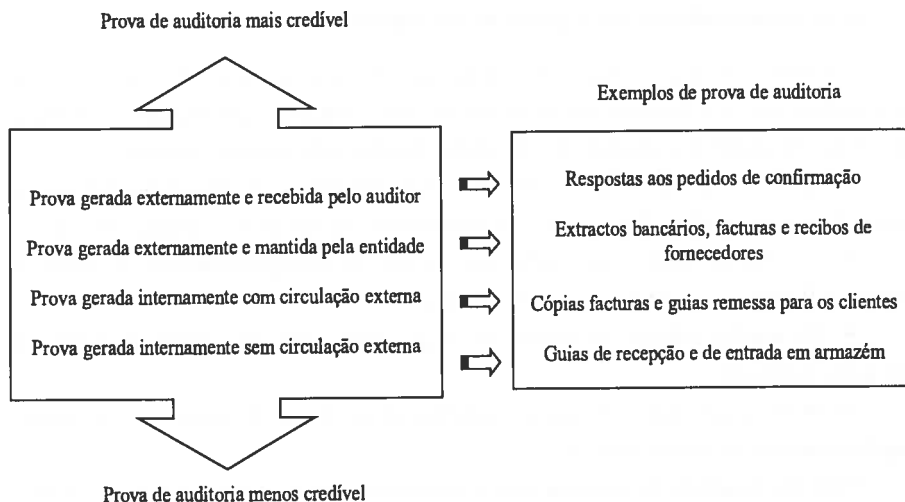 Prova de auditoria mais credível
Exemplos de prova de auditoria
Prova gerada externamente e recebida pelo auditor
Prova gerada externamente e mantida pela entidade
Prova gerada internamente com circulação externa
Prova gerada internamente sem circulação externa
Respostas aos pedidos de confirmação
Extractos bancários, facturas e recibos de
fornecedores
Cópias facturas e guias remessa para os clientes
Guias de recepção e de entrada em armazém
Prova de auditoria menos credível